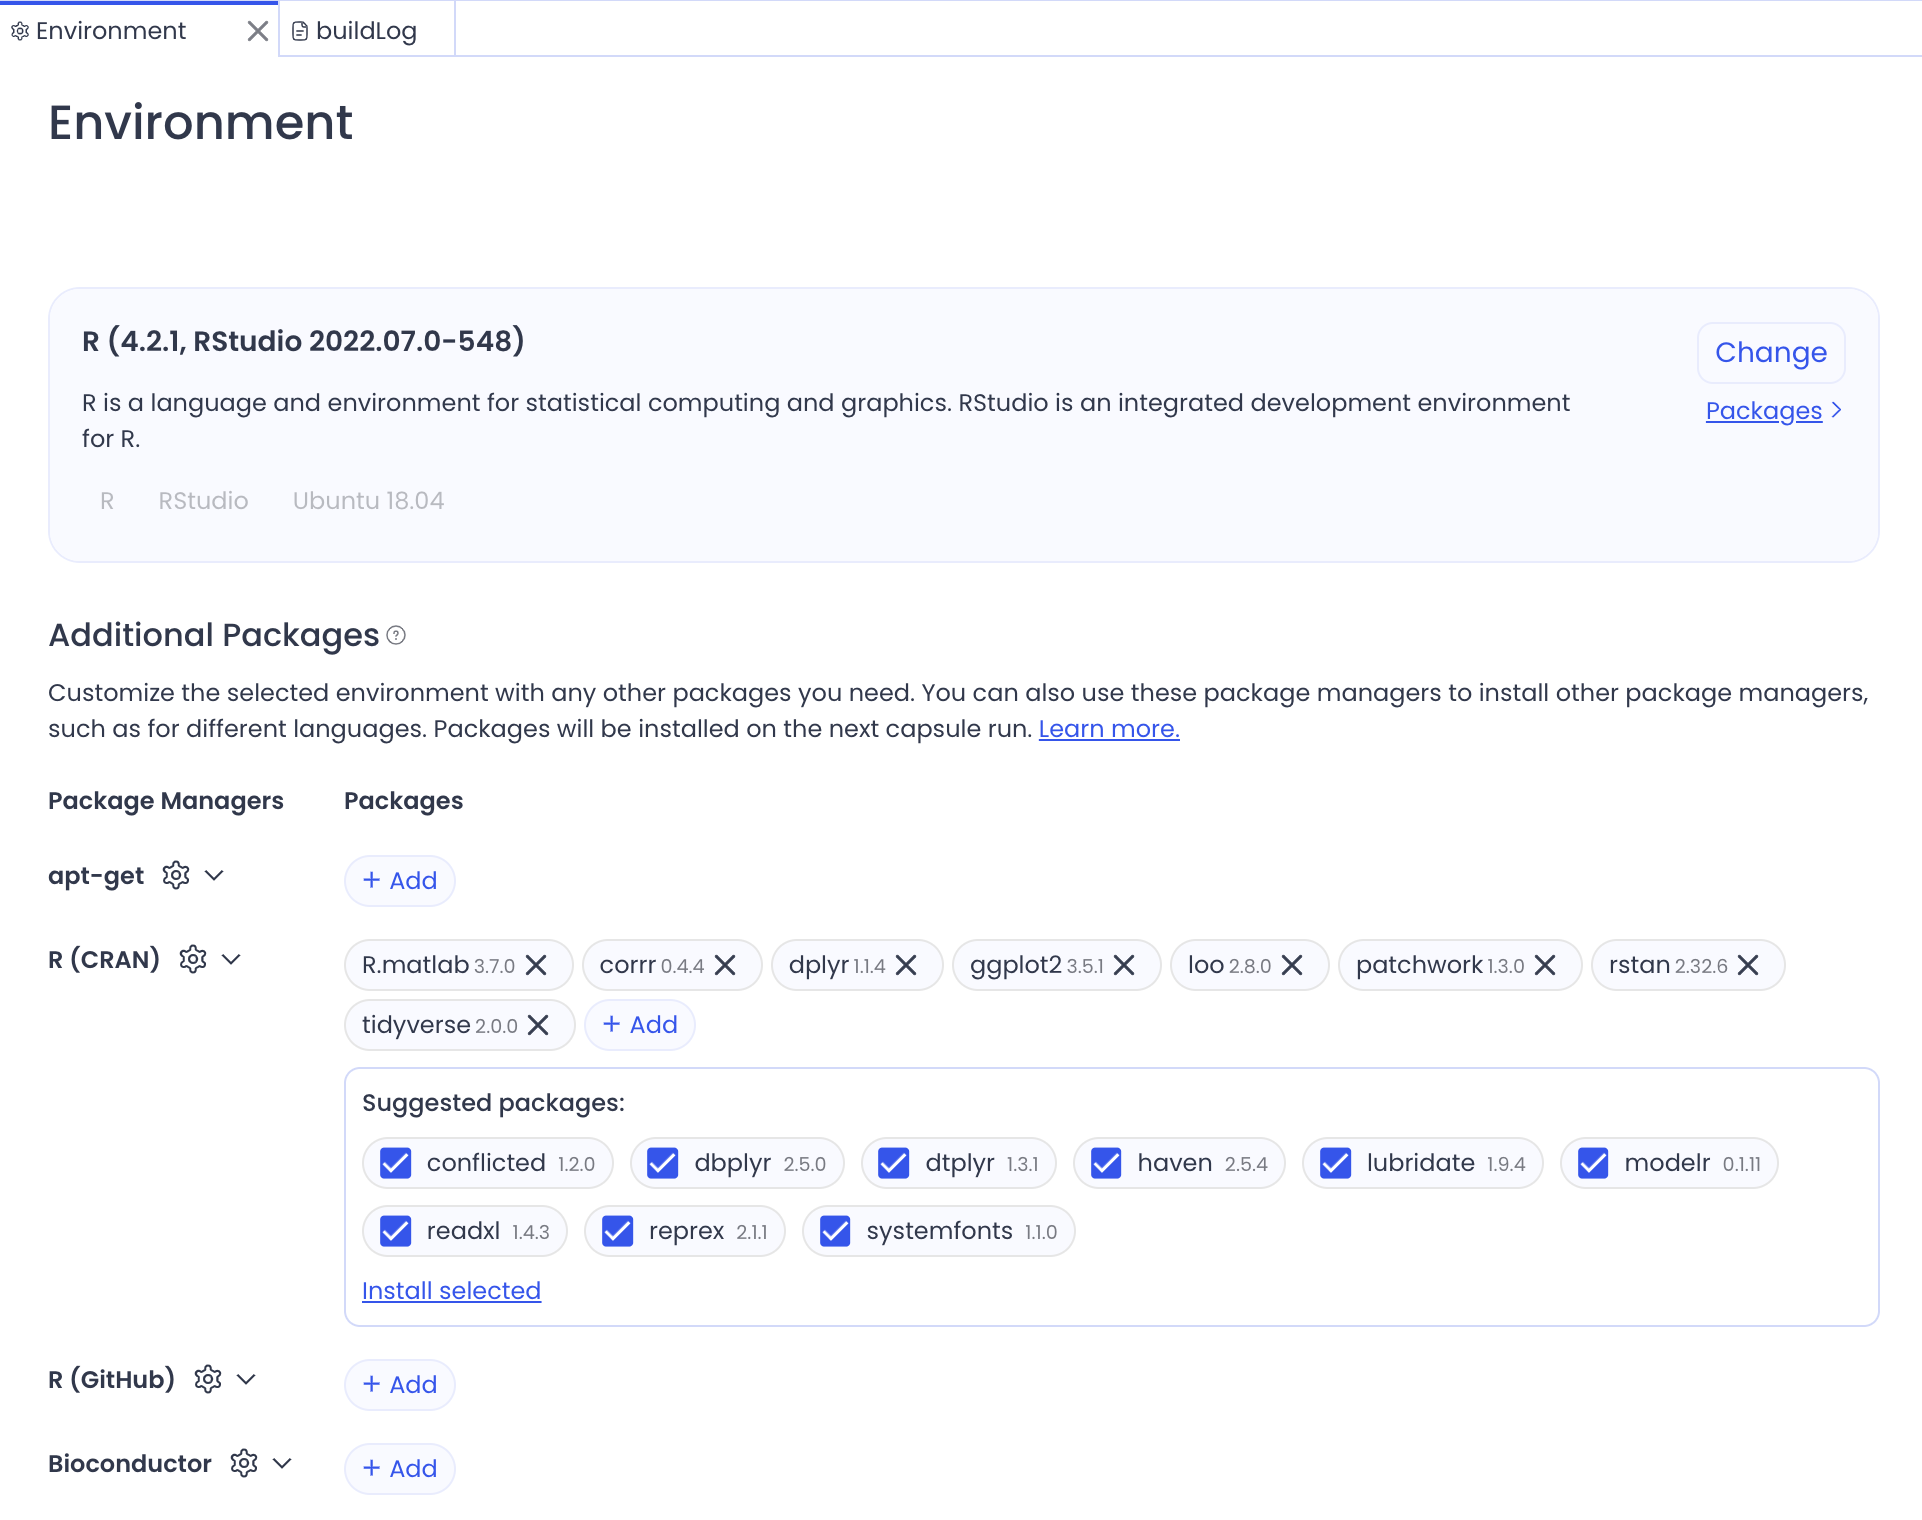 Environment
buildLog
Environment
R (4.2.1, RStudio 2022.07.0-548)
Change
R is a language and environment for statistical computing and graphics. RStudio is an integrated development environment
for R.
Packages
R RStudio Ubuntu 18.04
Additional Packages ?
Customize the selected environment with any other packages you need. You can also use these package managers to install other package managers,
such as for different languages. Packages will be installed on the next capsule run. Learn more.
Package Managers Packages
apt-get + Add
R (CRAN) R.matlab 3.7.0 corrr 0.4.4 dplyr 1.1.4 ggplot2 3.5.1 loo 2.8.0 patchwork 1.3.0 rstan 2.32.6
tidyverse 2.0.0 + Add
Suggested packages:
conflicted 1.2.0 dbplyr 2.5.0 dtplyr 1.3.1 haven 2.5.4 lubridate 1.9.4 modelr 0.1.11
readxl 1.4.3 reprex 2.1.1 systemfonts 1.1.0
Install selected
R (GitHub) + Add
Bioconductor + Add